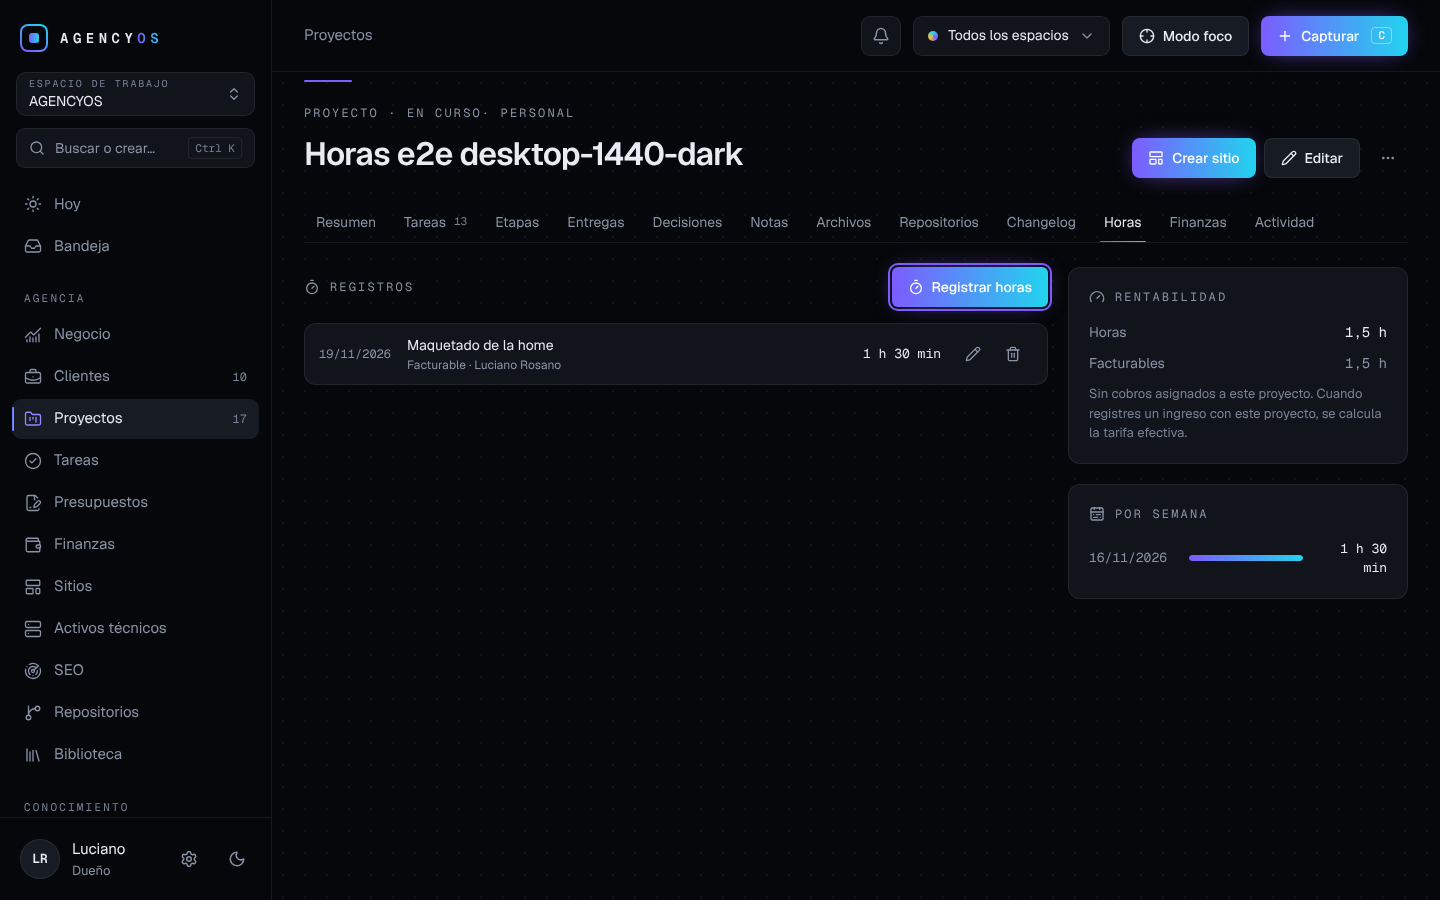 AGENCYOS
ESPACIO DE TRABAJO
AGENCYOS
Buscar o crear... Ctrl K
Hoy
Bandeja
AGENCIA
Negocio
Clientes 10
Proyectos 17
Tareas
Presupuestos
Finanzas
Sitios
Activos técnicos
SEO
Repositorios
Biblioteca
CONOCIMIENTO
LR
Luciano
Dueño
Proyectos
Todos los espacios
Modo foco
Capturar C
PROYECTO · EN CURSO· PERSONAL
Horas e2e desktop-1440-dark
Crear sitio
Editar
Resumen Tareas 13 Etapas Entregas Decisiones Notas Archivos Repositorios Changelog Horas Finanzas Actividad
REGISTROS
Registrar horas
19/11/2026
Maquetado de la home
Facturable · Luciano Rosano
1 h 30 min
RENTABILIDAD
Horas 1,5 h
Facturables 1,5 h
Sin cobros asignados a este proyecto. Cuando
registres un ingreso con este proyecto, se calcula
la tarifa efectiva.
POR SEMANA
16/11/2026
1 h 30
min